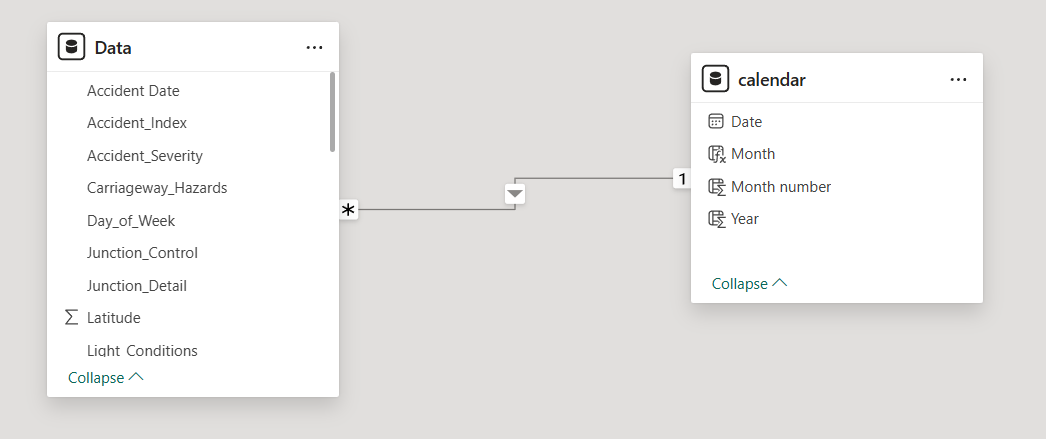 Data
Accident Date
Accident_Index
Accident_Severity
Carriageway_Hazards
Day_of_Week
Junction_Control
Junction_Detail
Latitude
Light_Conditions
Collapse
*
1
calendar
Date
Month
Month number
Year
Collapse